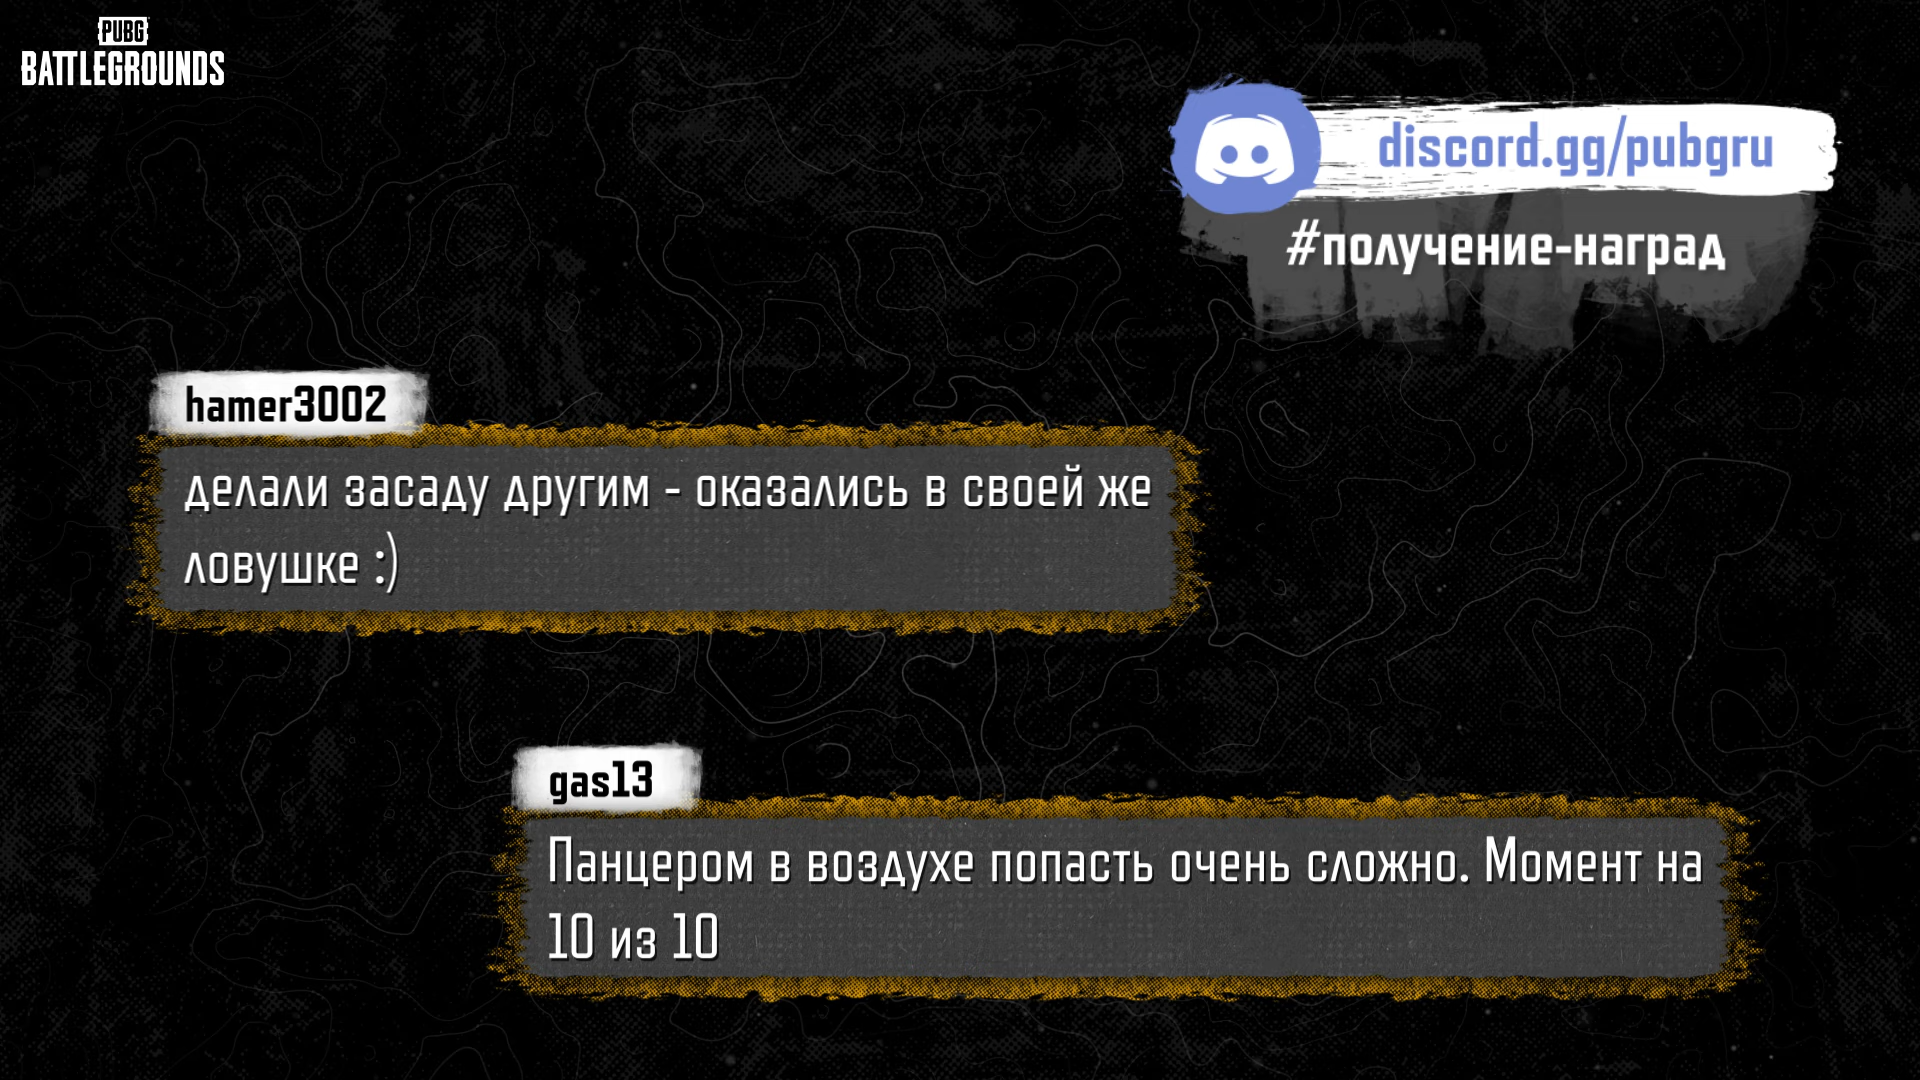 PUBG
BATTLEGROUNDS
discord.gg/pubgru
#получение-наград
hamer3002
делали засаду другим - оказались в своей же
ловушке :)
gas13
Панцером в воздухе попасть очень сложно. Момент на
10 из 10